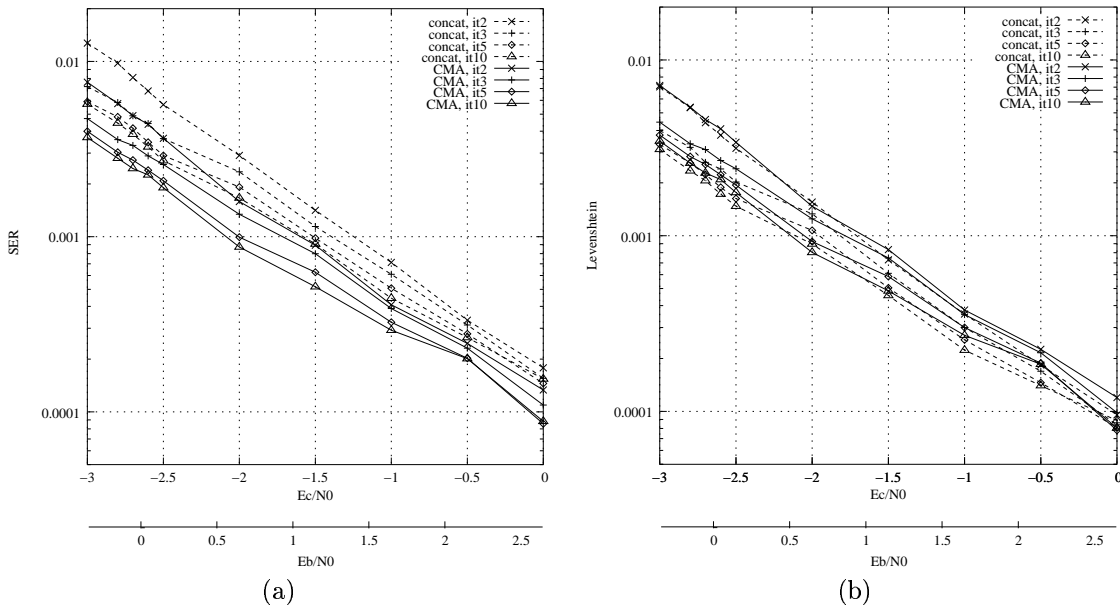 concat, it2
concat, it3
concat, it5
concat, it10
CMA, it2
CMA, it3
CMA, it5
CMA, it10
0.01
0.001
0.0001
SER
−3
−2.5
−2
−1.5
−1
−0.5
0
Ec/N0
0
0.5
1
1.5
2
2.5
Eb/N0
(a)
concat, it2
concat, it3
concat, it5
concat, it10
CMA, it2
CMA, it3
CMA, it5
CMA, it10
0.01
0.001
0.0001
Levenshtein
−3
−2.5
−2
−1.5
−1
−0.5
0
Ec/N0
0
0.5
1
1.5
2
2.5
Eb/N0
(b)